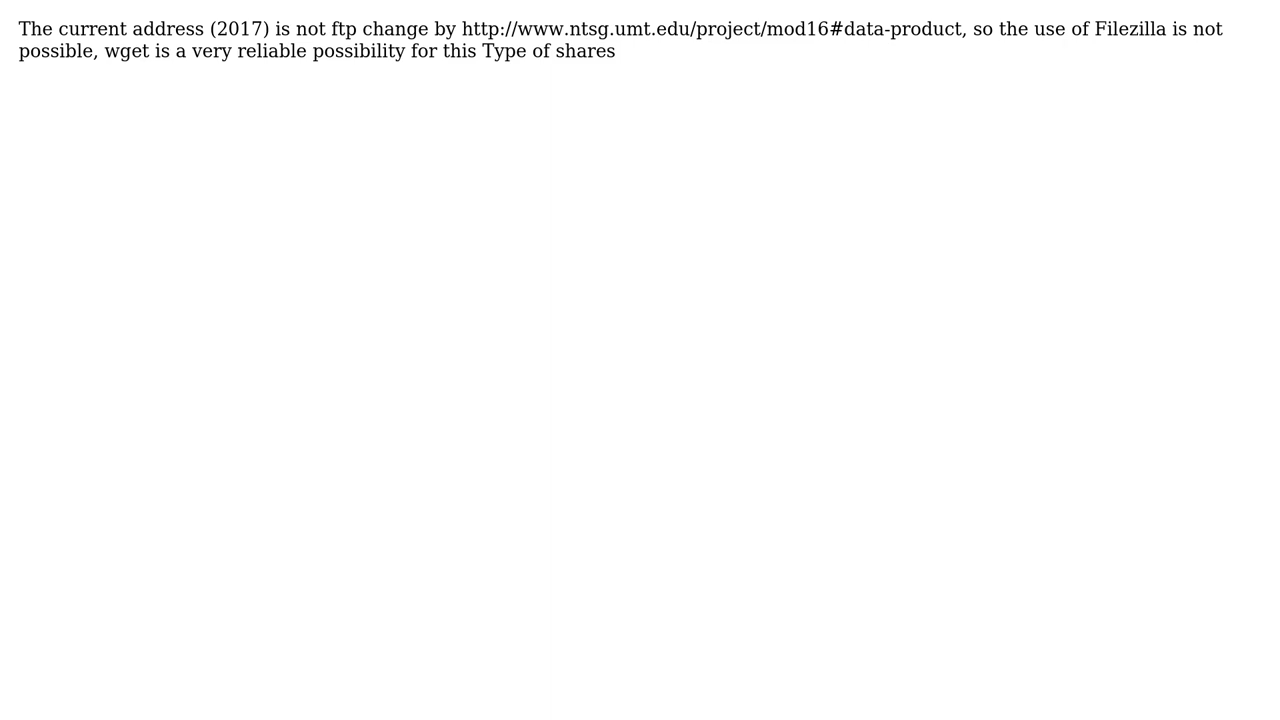 The current address (2017) is not ftp change by http://www.ntsg.umt.edu/project/mod16#data-product, so the use of Filezilla is not
possible, wget is a very reliable possibility for this Type of shares